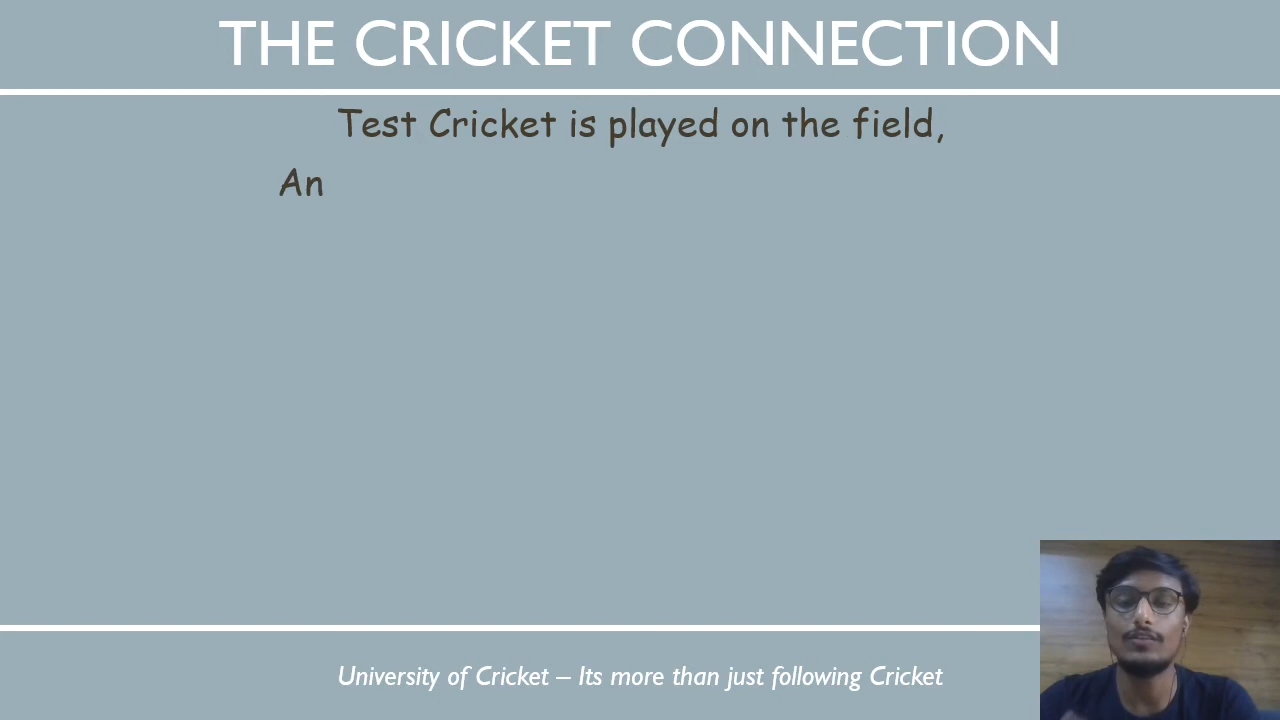 THE CRICKET CONNECTION
Test Cricket is played on the field,
An
University of Cricket – Its more than just following Cricket